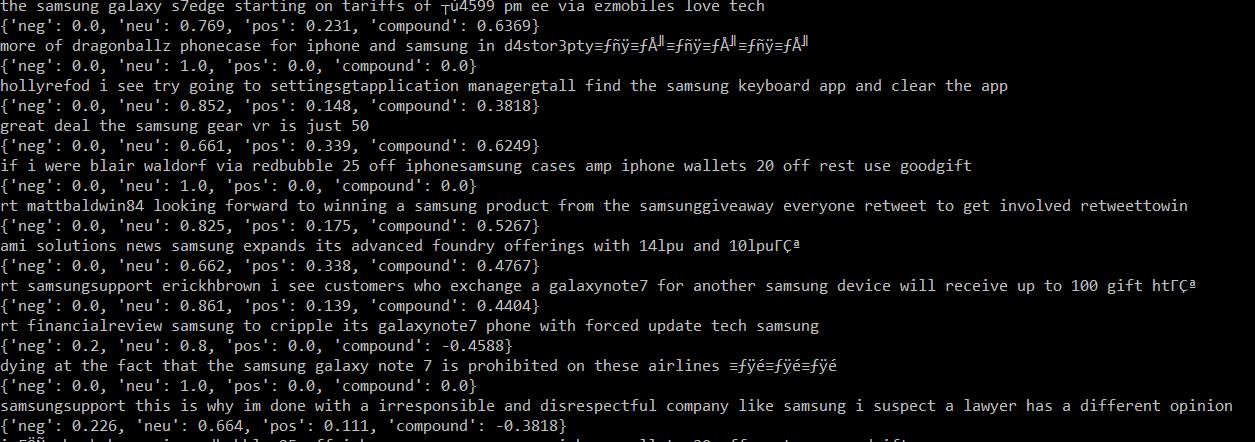 the samsung galaxy s7edge starting on tariffs of ┬ú4599 pm ee via ezmobiles love tech
{'neg': 0.0, 'neu': 0.769, 'pos': 0.231, 'compound': 0.6369}
more of dragonballz phonecase for iphone and samsung in d4stor3pty≡ƒñÿ≡ƒÅ╝≡ƒñÿ≡ƒÅ╝≡ƒñÿ≡ƒÅ╝
{'neg': 0.0, 'neu': 1.0, 'pos': 0.0, 'compound': 0.0}
hollyrefod i see try going to settingsgtapplication managergtall find the samsung keyboard app and clear the app
{'neg': 0.0, 'neu': 0.852, 'pos': 0.148, 'compound': 0.3818}
great deal the samsung gear vr is just 50
{'neg': 0.0, 'neu': 0.661, 'pos': 0.339, 'compound': 0.6249}
if i were blair waldorf via redbubble 25 off iphonesamsung cases amp iphone wallets 20 off rest use goodgift
{'neg': 0.0, 'neu': 1.0, 'pos': 0.0, 'compound': 0.0}
rt mattbaldwin84 looking forward to winning a samsung product from the samsunggiveaway everyone retweet to get involved retweettowin
{'neg': 0.0, 'neu': 0.825, 'pos': 0.175, 'compound': 0.5267}
ami solutions news samsung expands its advanced foundry offerings with 14lpu and 10lpuΓÇª
{'neg': 0.0, 'neu': 0.662, 'pos': 0.338, 'compound': 0.4767}
rt samsungsupport erickhbrown i see customers who exchange a galaxynote7 for another samsung device will receive up to 100 gift htΓÇª
{'neg': 0.0, 'neu': 0.861, 'pos': 0.139, 'compound': 0.4404}
rt financialreview samsung to cripple its galaxynote7 phone with forced update tech samsung
{'neg': 0.2, 'neu': 0.8, 'pos': 0.0, 'compound': -0.4588}
dying at the fact that the samsung galaxy note 7 is prohibited on these airlines ≡ƒÿé≡ƒÿé≡ƒÿé
{'neg': 0.0, 'neu': 1.0, 'pos': 0.0, 'compound': 0.0}
samsungsupport this is why im done with a irresponsible and disrespectful company like samsung i suspect a lawyer has a different opinion
{'neg': 0.226, 'neu': 0.664, 'pos': 0.111, 'compound': -0.3818}